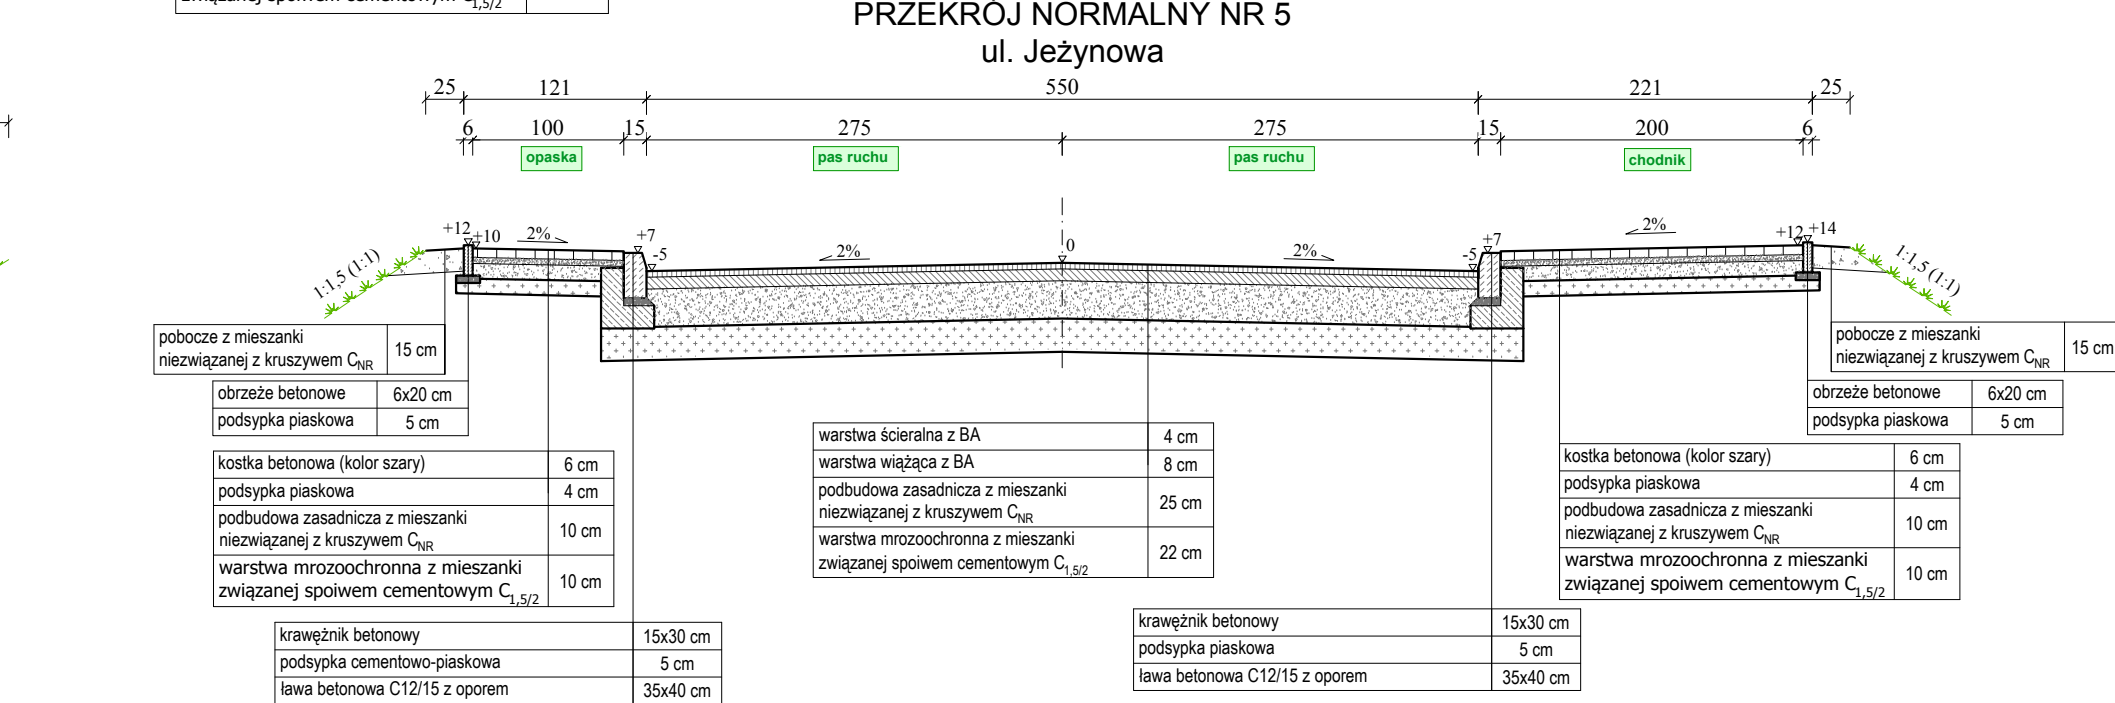 związanej spoiwem cementowym C1,5/2
PRZEKRÓJ NORMALNY NR 5
ul. Jeżynowa
25 121 550 221 25
6 100 15 275 275 15 200 6
opaska pas ruchu pas ruchu chodnik
+12 +10 2% +7 -5 2% 0 2% -5 +7 2% +12 +14
1:1,5 (1:1) 1:1,5 (1:1)
pobocze z mieszanki
niezwiązanej z kruszywem CNR 15 cm
obrzeże betonowe 6x20 cm
podsypka piaskowa 5 cm
kostka betonowa (kolor szary) 6 cm
podsypka piaskowa 4 cm
podbudowa zasadnicza z mieszanki
niezwiązanej z kruszywem CNR 10 cm
warstwa mrozoochronna z mieszanki
związanej spoiwem cementowym C1,5/2 10 cm
krawężnik betonowy 15x30 cm
podsypka cementowo-piaskowa 5 cm
ława betonowa C12/15 z oporem 35x40 cm
warstwa ścieralna z BA 4 cm
warstwa wiążąca z BA 8 cm
podbudowa zasadnicza z mieszanki
niezwiązanej z kruszywem CNR 25 cm
warstwa mrozoochronna z mieszanki
związanej spoiwem cementowym C1,5/2 22 cm
krawężnik betonowy 15x30 cm
podsypka piaskowa 5 cm
ława betonowa C12/15 z oporem 35x40 cm
pobocze z mieszanki
niezwiązanej z kruszywem CNR 15 cm
obrzeże betonowe 6x20 cm
podsypka piaskowa 5 cm
kostka betonowa (kolor szary) 6 cm
podsypka piaskowa 4 cm
podbudowa zasadnicza z mieszanki
niezwiązanej z kruszywem CNR 10 cm
warstwa mrozoochronna z mieszanki
związanej spoiwem cementowym C1,5/2 10 cm